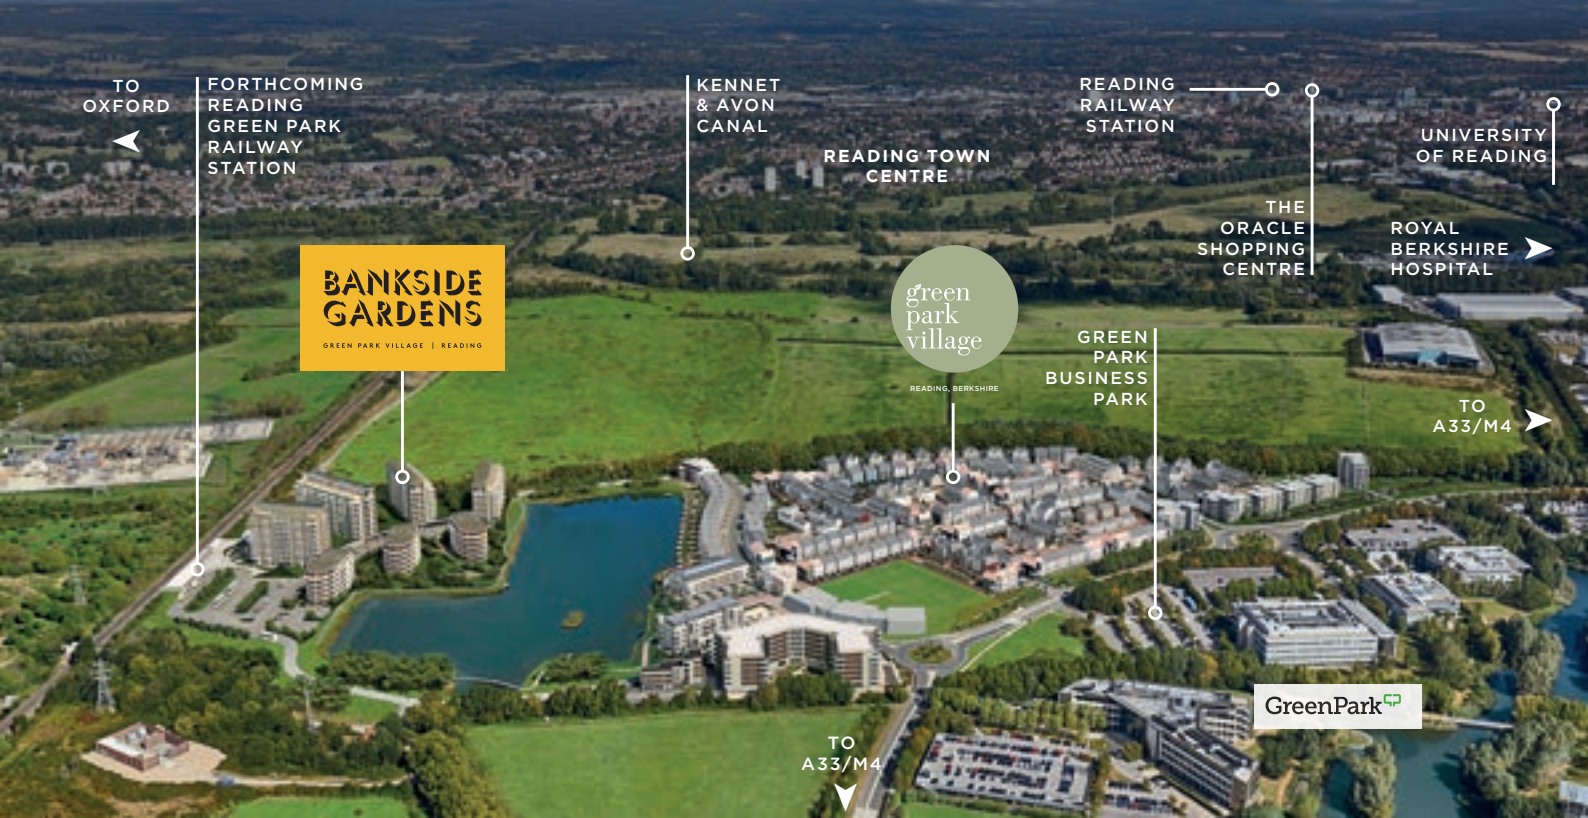 TO
OXFORD
FORTHCOMING
READING
GREEN PARK
RAILWAY
STATION
KENNET
& AVON
CANAL
READING TOWN
CENTRE
READING
RAILWAY
STATION
THE
ORACLE
SHOPPING
CENTRE
UNIVERSITY
OF READING
ROYAL
BERKSHIRE
HOSPITAL
BANKSIDE
GARDENS
GREEN PARK VILLAGE | READING
green
park
village
READING, BERKSHIRE
GREEN
PARK
BUSINESS
PARK
TO
A33/M4
GreenPark
TO
A33/M4